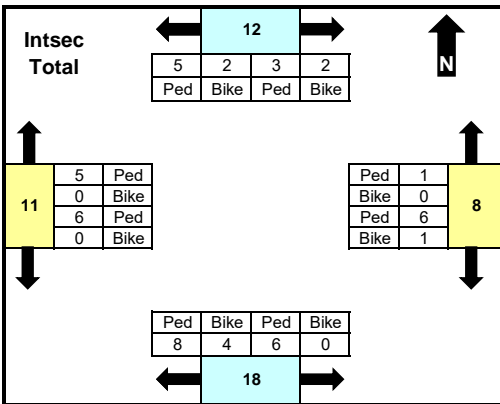 Intsec
Total
12
5 2 3 2
Ped Bike Ped Bike
N
11
5 Ped
0 Bike
6 Ped
0 Bike
Ped 1
Bike 0
Ped 6
Bike 1
8
Ped Bike Ped Bike
8 4 6 0
18